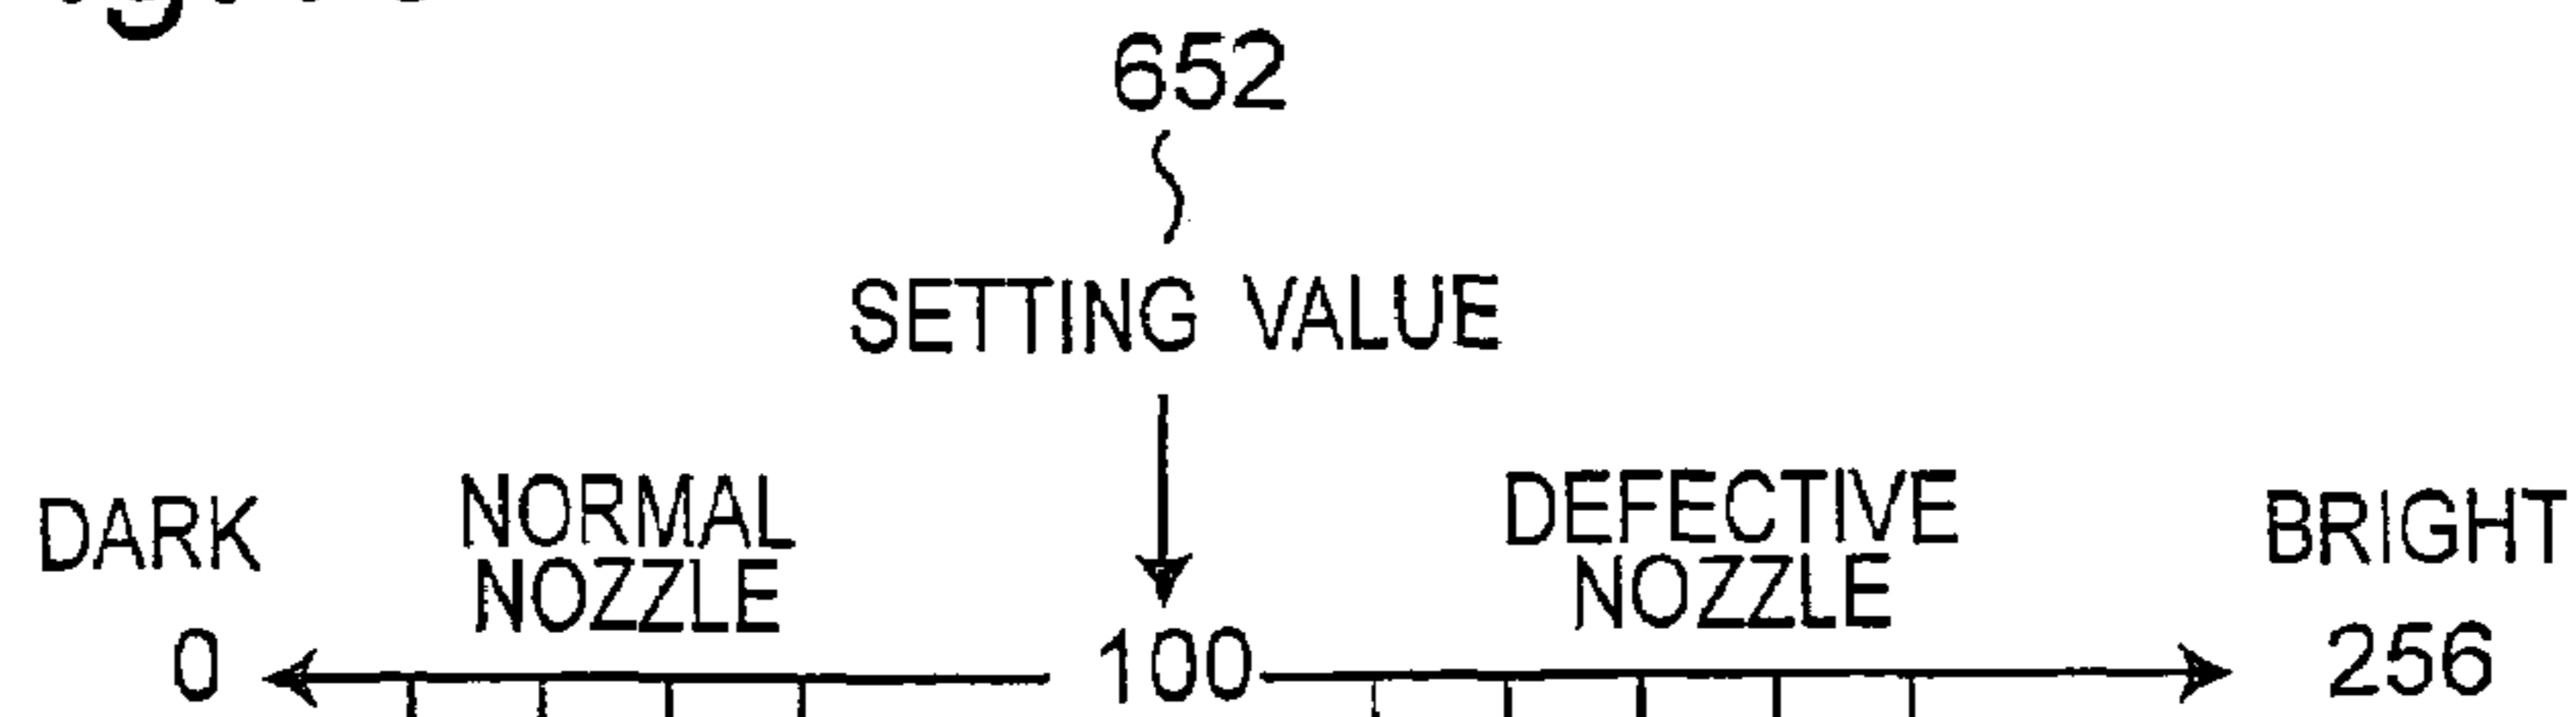 652
SETTING VALUE
DARK NORMAL NOZZLE DEFECTIVE NOZZLE BRIGHT
0 100 256